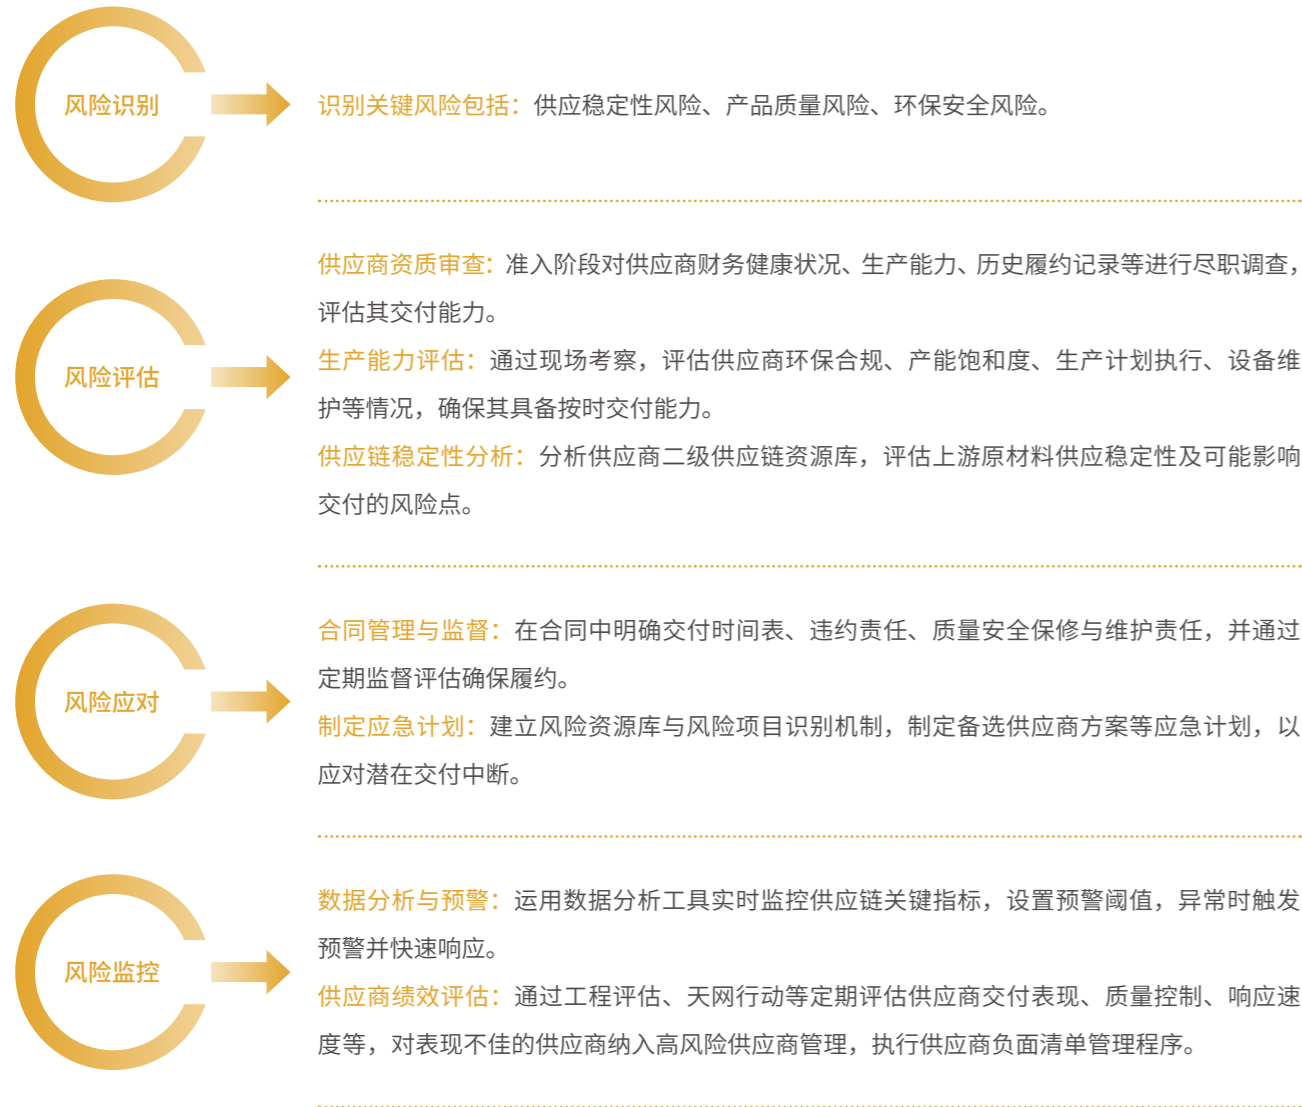 风险识别
识别关键风险包括：供应稳定性风险、产品质量风险、环保安全风险。
风险评估
供应商资质审查：准入阶段对供应商财务健康状况、生产能力、历史履约记录等进行尽职调查，
评估其交付能力。
生产能力评估：通过现场考察，评估供应商环保合规、产能饱和度、生产计划执行、设备维
护等情况，确保其具备按时交付能力。
供应链稳定性分析：分析供应商二级供应链资源库，评估上游原材料供应稳定性及可能影响
交付的风险点。
风险应对
合同管理与监督：在合同中明确交付时间表、违约责任、质量安全保修与维护责任，并通过
定期监督评估确保履约。
制定应急计划：建立风险资源库与风险项目识别机制，制定备选供应商方案等应急计划，以
应对潜在交付中断。
风险监控
数据分析与预警：运用数据分析工具实时监控供应链关键指标，设置预警阈值，异常时触发
预警并快速响应。
供应商绩效评估：通过工程评估、天网行动等定期评估供应商交付表现、质量控制、响应速
度等，对表现不佳的供应商纳入高风险供应商管理，执行供应商负面清单管理程序。